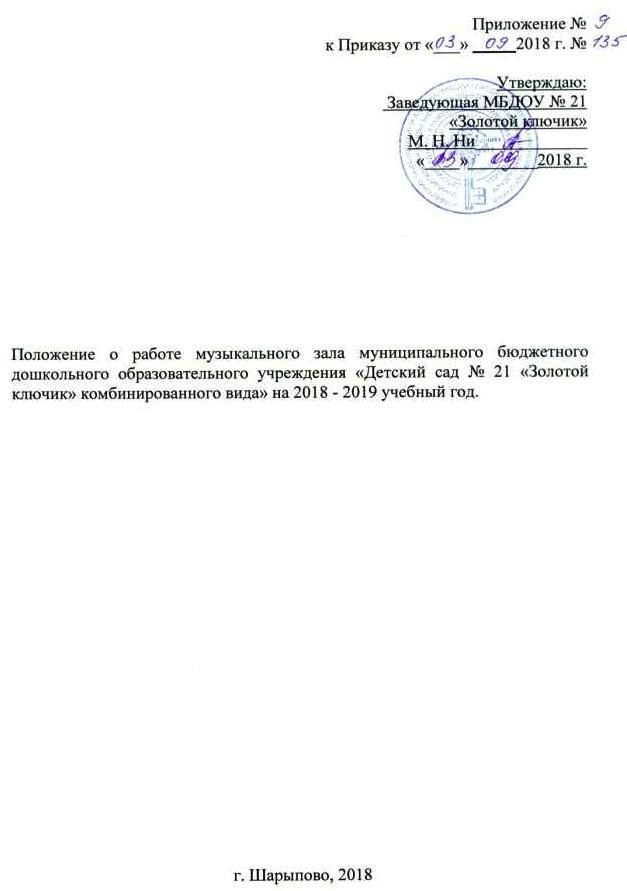 Приложение № 9
к Приказу от «03» 09 2018 г. № 135
Утверждаю:
Заведующая МБДОУ № 21
«Золотой ключик»
М. Н. Ни
« » 09 2018 г.
Положение о работе музыкального зала муниципального бюджетного
дошкольного образовательного учреждения «Детский сад № 21 «Золотой
ключик» комбинированного вида» на 2018 - 2019 учебный год.
г. Шарыпово, 2018